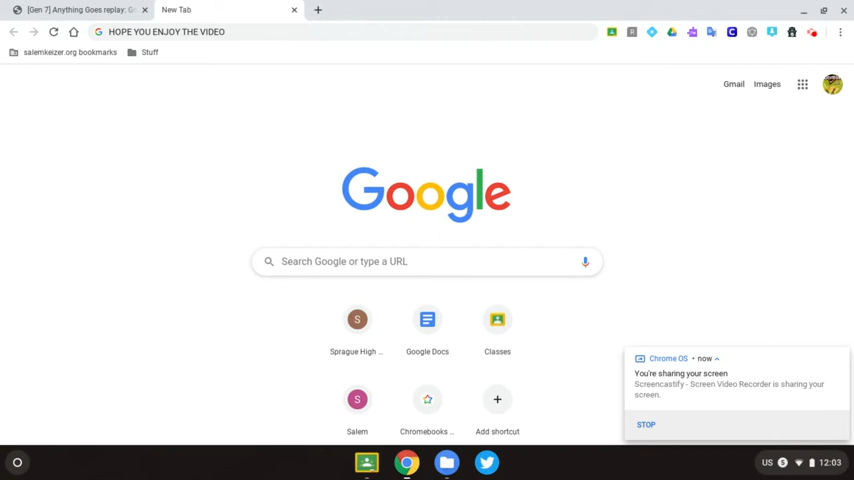 [Gen 7] Anything Goes replay: Go
New Tab
HOPE YOU ENJOY THE VIDEO
salemkeizer.org bookmarks
Stuff
Gmail
Images
Google
Search Google or type a URL
S
S
Sprague High ...
Google Docs
Classes
Salem
Chromebooks ...
Add shortcut
Chrome OS • now
You're sharing your screen
Screencastify - Screen Video Recorder is sharing your
screen.
STOP
US
S
12:03